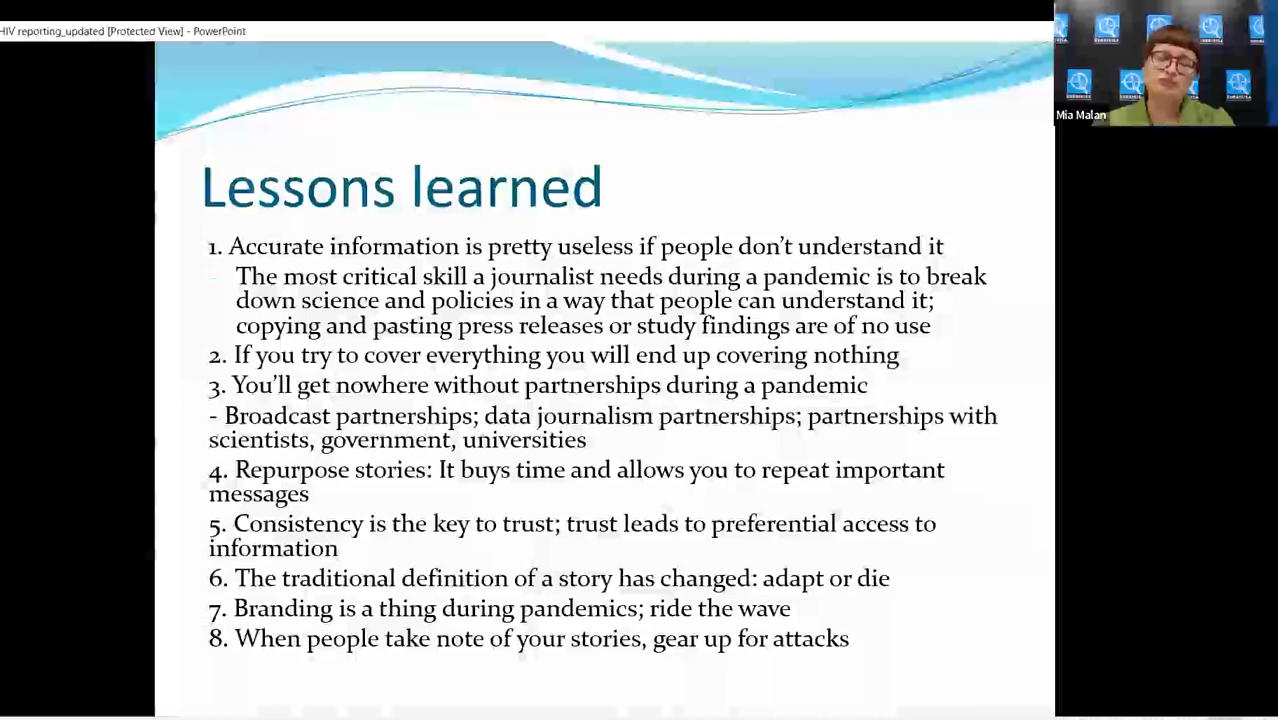 HIV reporting_updated [Protected View] - PowerPoint
Mia Malan
Lessons learned
1. Accurate information is pretty useless if people don't understand it
- The most critical skill a journalist needs during a pandemic is to break
down science and policies in a way that people can understand it;
copying and pasting press releases or study findings are of no use
2. If you try to cover everything you will end up covering nothing
3. You'll get nowhere without partnerships during a pandemic
- Broadcast partnerships; data journalism partnerships; partnerships with
scientists, government, universities
4. Repurpose stories: It buys time and allows you to repeat important
messages
5. Consistency is the key to trust; trust leads to preferential access to
information
6. The traditional definition of a story has changed: adapt or die
7. Branding is a thing during pandemics; ride the wave
8. When people take note of your stories, gear up for attacks